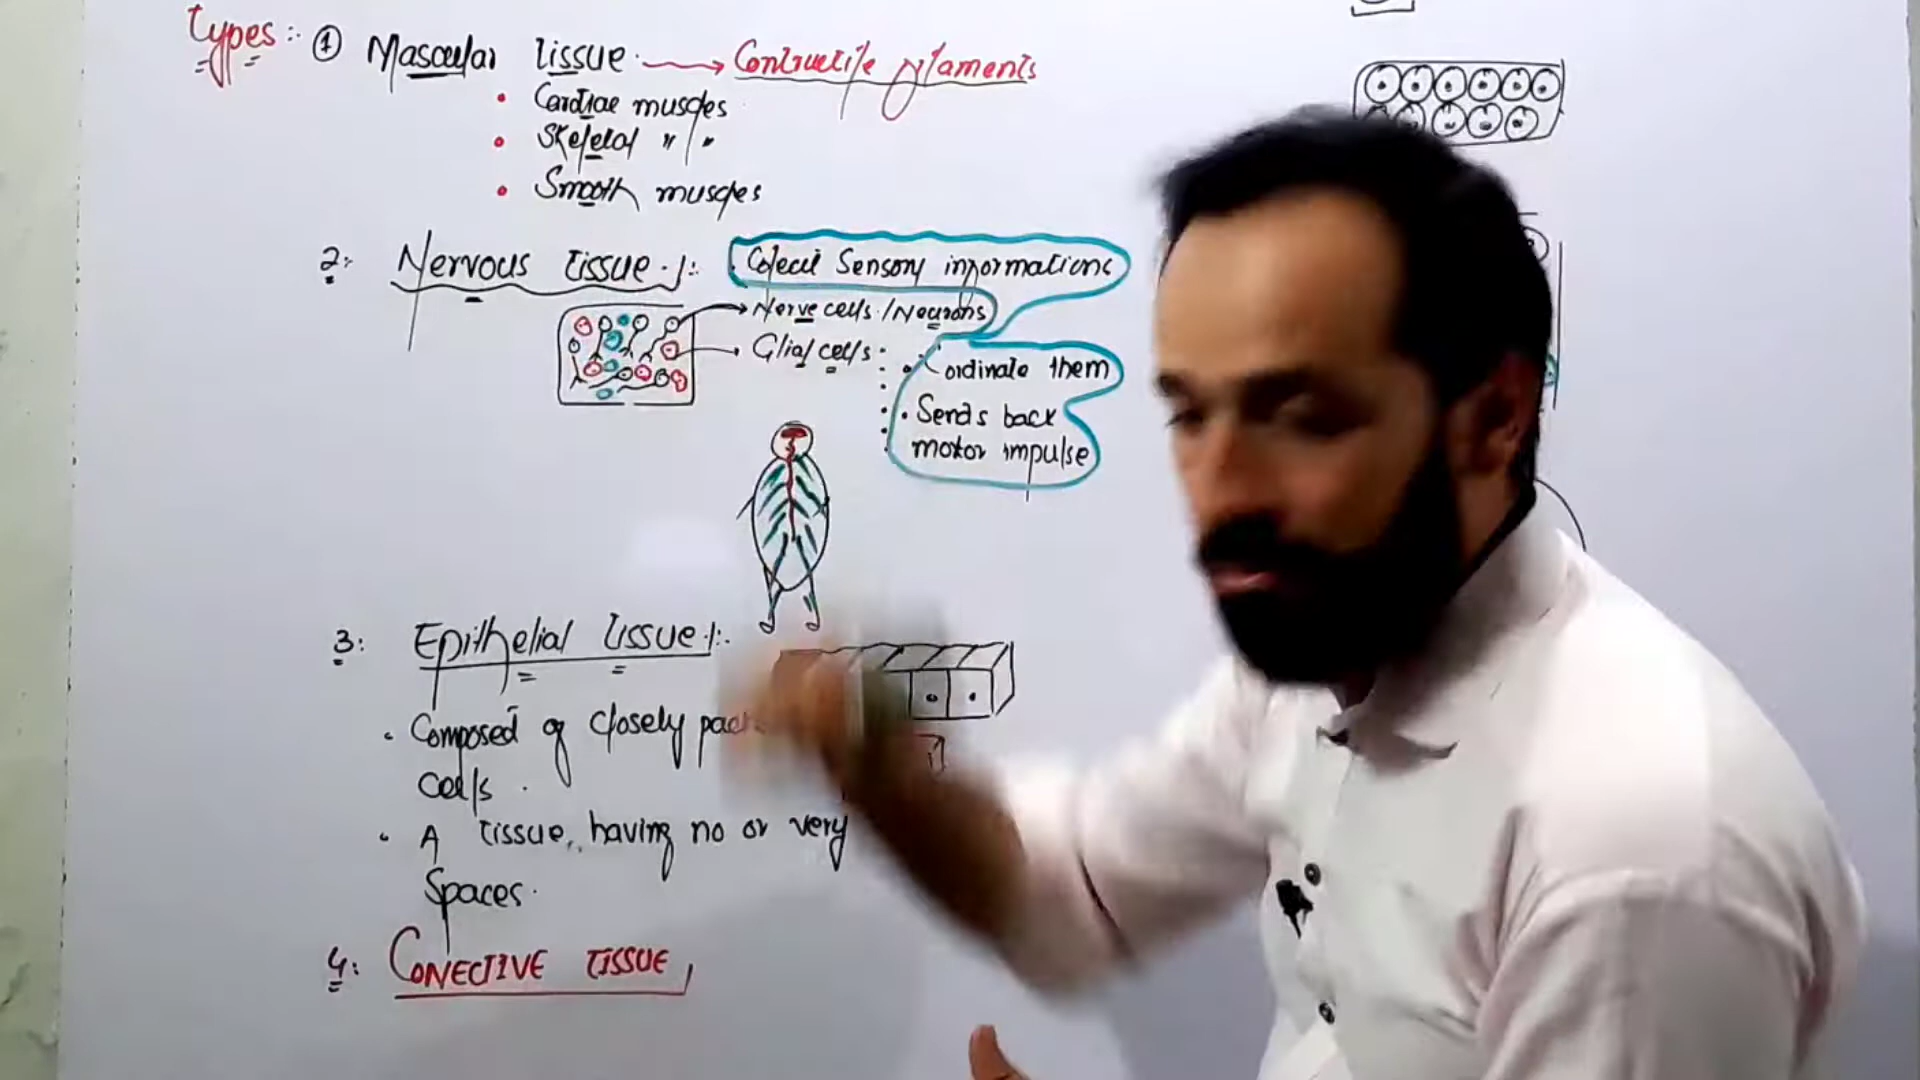 Types:- ① Mascular tissue → Contractile filaments
• Cardiac muscles
• Skeletal " "
• Smooth muscles
2: Nervous tissue:- • Colecit Sensory informations
Nerve cells / Neurons
Glial cells: • Cordinate them
• Sends back
motor impulse
3: Epithelial tissue:-
• Composed of closely
cells.
• A tissue, having no or very
Spaces.
4: CONECTIVE TISSUE